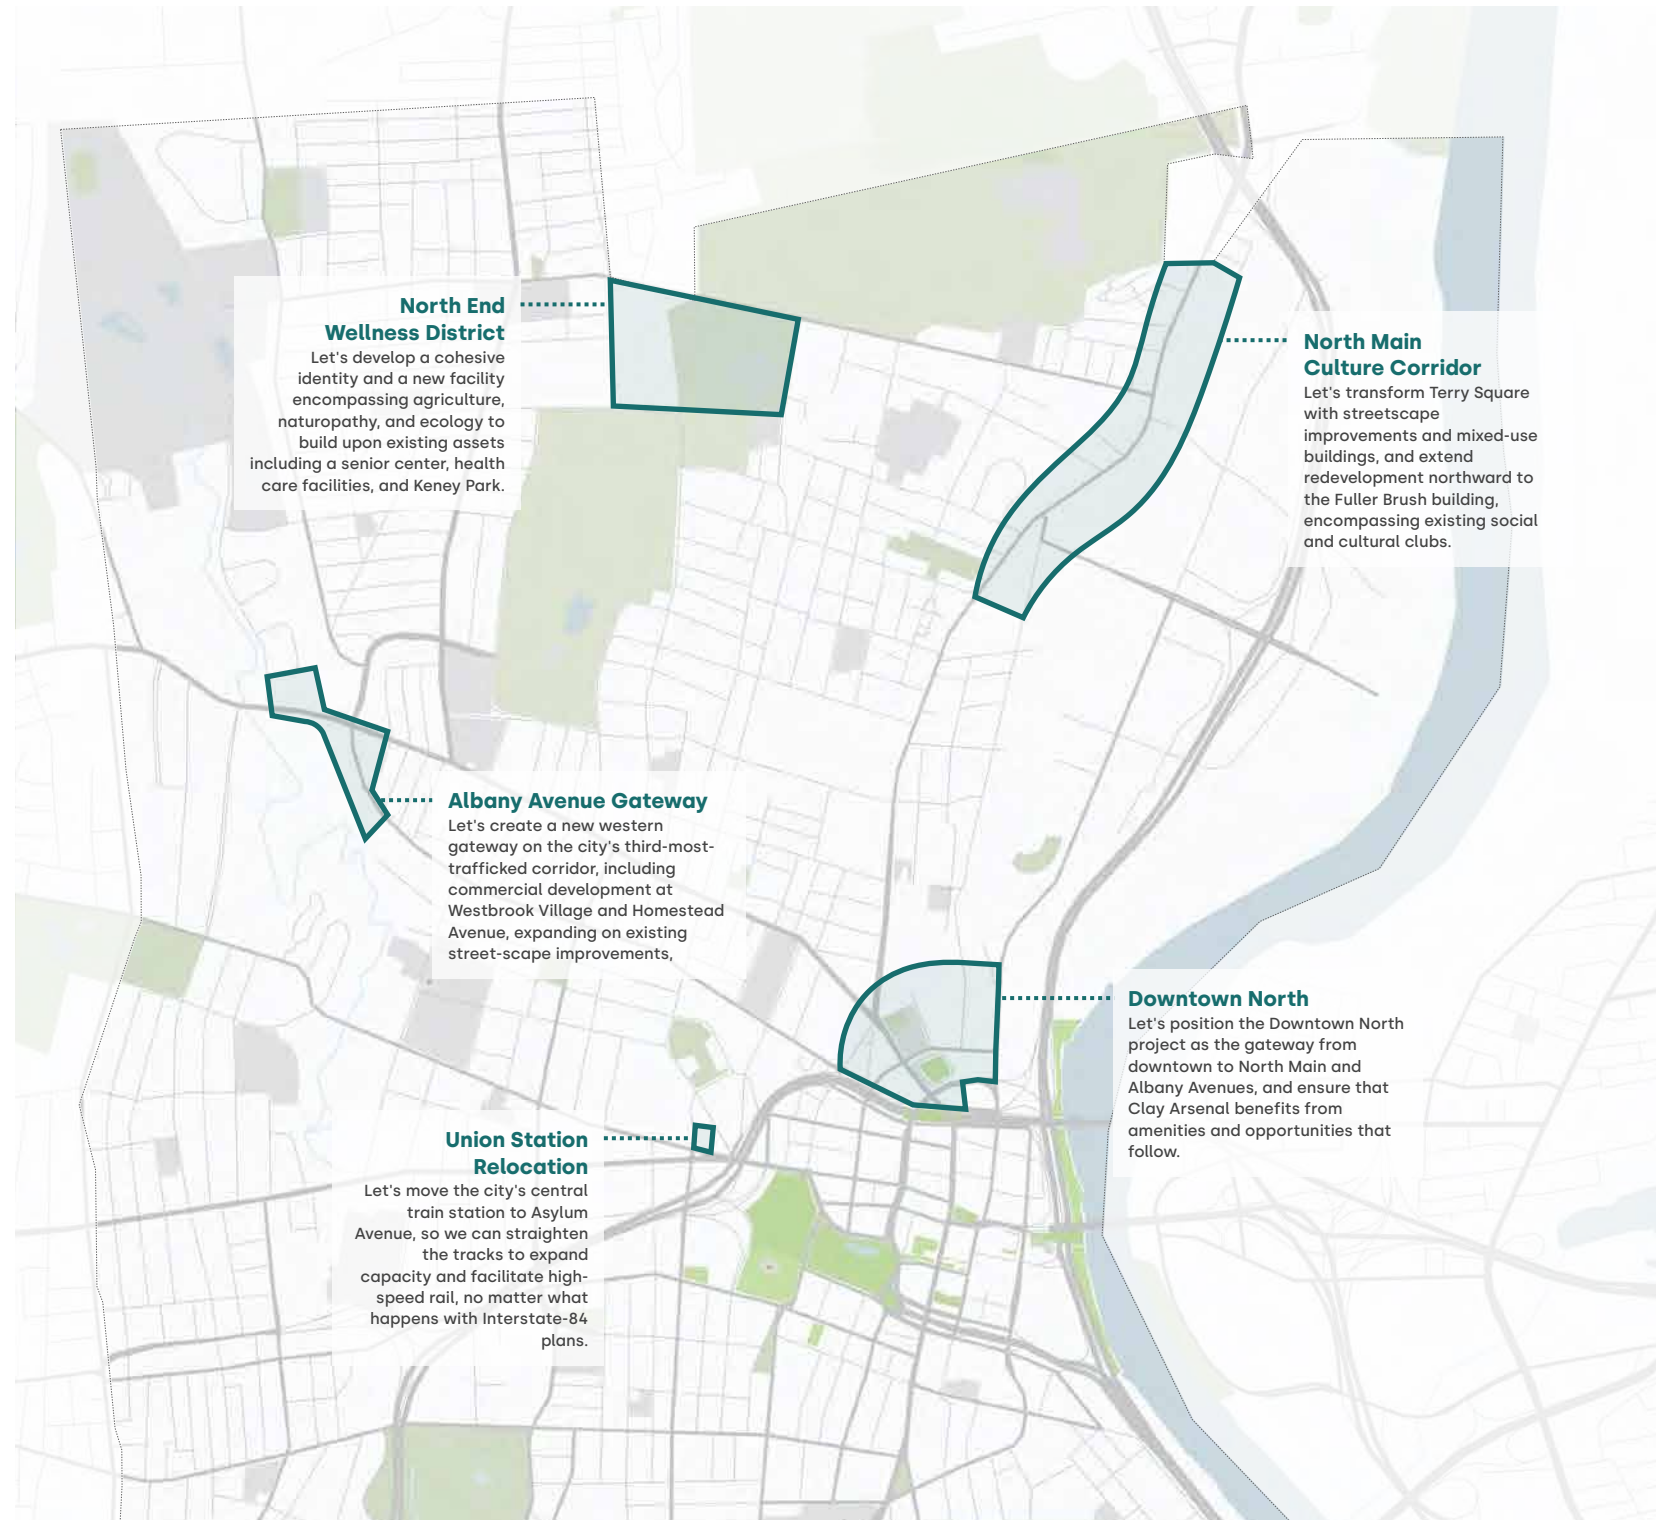 North End
Wellness District
Let's develop a cohesive
identity and a new facility
encompassing agriculture,
naturopathy, and ecology to
build upon existing assets
including a senior center, health
care facilities, and Keney Park.
North Main
Culture Corridor
Let's transform Terry Square
with streetscape
improvements and mixed-use
buildings, and extend
redevelopment northward to
the Fuller Brush building,
encompassing existing social
and cultural clubs.
Albany Avenue Gateway
Let's create a new western
gateway on the city's third-most-
trafficked corridor, including
commercial development at
Westbrook Village and Homestead
Avenue, expanding on existing
street-scape improvements,
Downtown North
Let's position the Downtown North
project as the gateway from
downtown to North Main and
Albany Avenues, and ensure that
Clay Arsenal benefits from
amenities and opportunities that
follow.
Union Station
Relocation
Let's move the city's central
train station to Asylum
Avenue, so we can straighten
the tracks to expand
capacity and facilitate high-
speed rail, no matter what
happens with Interstate-84
plans.